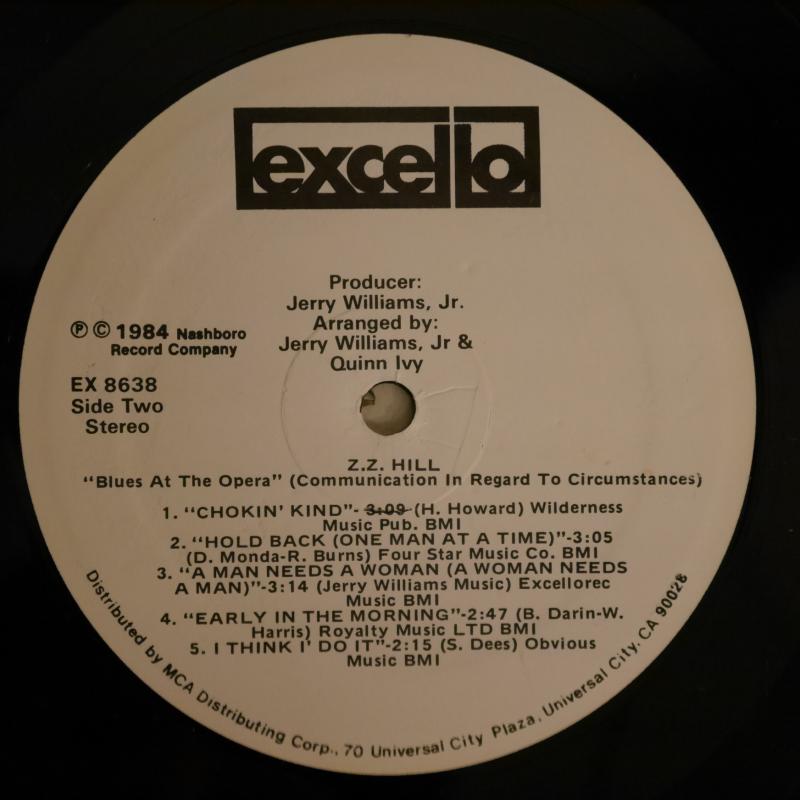 excello
Producer:
Jerry Williams, Jr.
Arranged by:
Jerry Williams, Jr &
Quinn Ivy
℗ © 1984 Nashboro
Record Company
EX 8638
Side Two
Stereo
Z.Z. HILL
"Blues At The Opera" (Communication In Regard To Circumstances)
1. "CHOKIN' KIND"- 3:09 (H. Howard) Wilderness
Music Pub. BMI
2. "HOLD BACK (ONE MAN AT A TIME)"-3:05
(D. Monda-R. Burns) Four Star Music Co. BMI
3. "A MAN NEEDS A WOMAN (A WOMAN NEEDS
A MAN)"-3:14 (Jerry Williams Music) Excellorec
Music BMI
4. "EARLY IN THE MORNING"-2:47 (B. Darin-W.
Harris) Royalty Music LTD BMI
5. I THINK I' DO IT"-2:15 (S. Dees) Obvious
Music BMI
Distributed by MCA Distributing Corp., 70 Universal City Plaza, Universal City, CA 90028